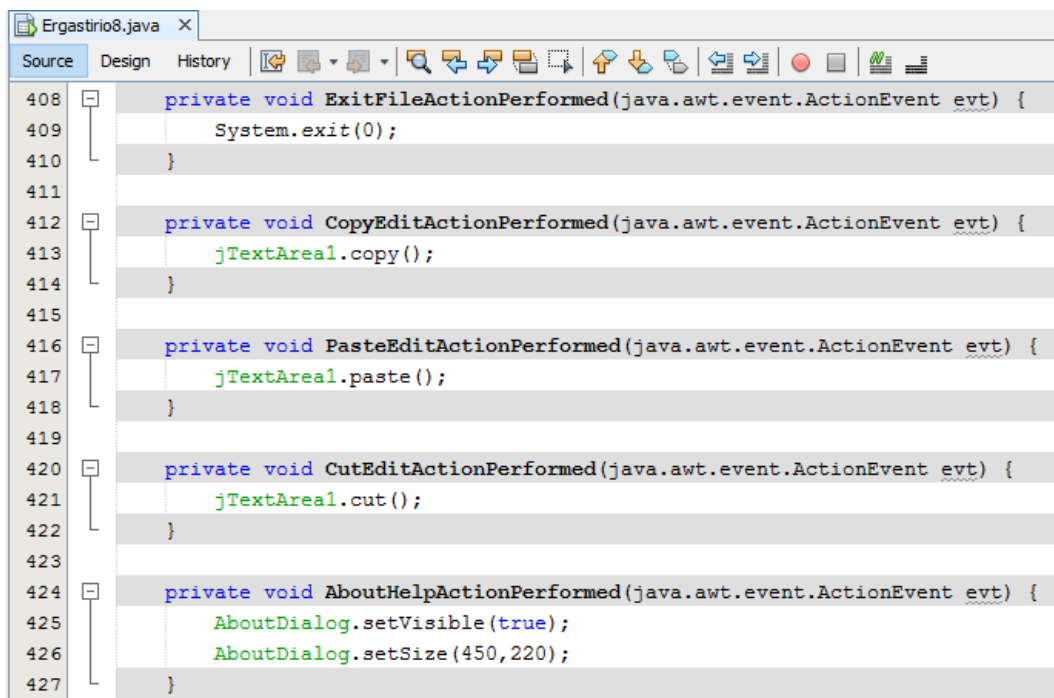 Ergastirio8.java
Source Design History
408 private void ExitFileActionPerformed(java.awt.event.ActionEvent evt) {
409 System.exit(0);
410 }
411
412 private void CopyEditActionPerformed(java.awt.event.ActionEvent evt) {
413 jTextArea1.copy();
414 }
415
416 private void PasteEditActionPerformed(java.awt.event.ActionEvent evt) {
417 jTextArea1.paste();
418 }
419
420 private void CutEditActionPerformed(java.awt.event.ActionEvent evt) {
421 jTextArea1.cut();
422 }
423
424 private void AboutHelpActionPerformed(java.awt.event.ActionEvent evt) {
425 AboutDialog.setVisible(true);
426 AboutDialog.setSize(450,220);
427 }